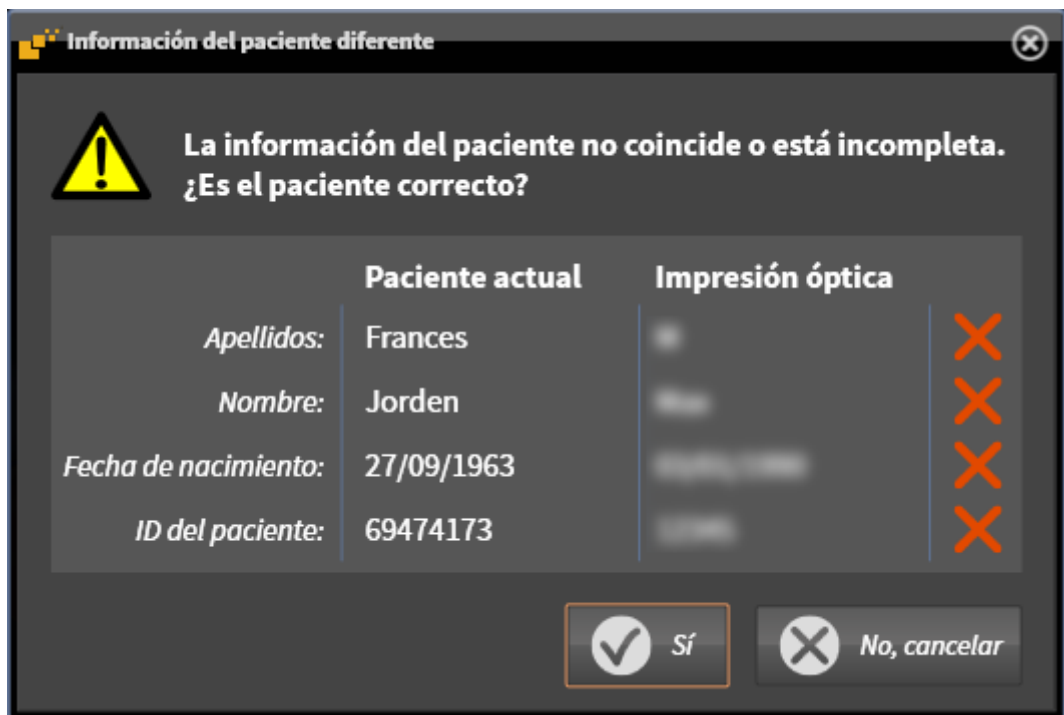 Información del paciente diferente
La información del paciente no coincide o está incompleta.
¿Es el paciente correcto?
Paciente actual Impresión óptica
Apellidos: Frances
Nombre: Jorden
Fecha de nacimiento: 27/09/1963
ID del paciente: 69474173
Sí No, cancelar